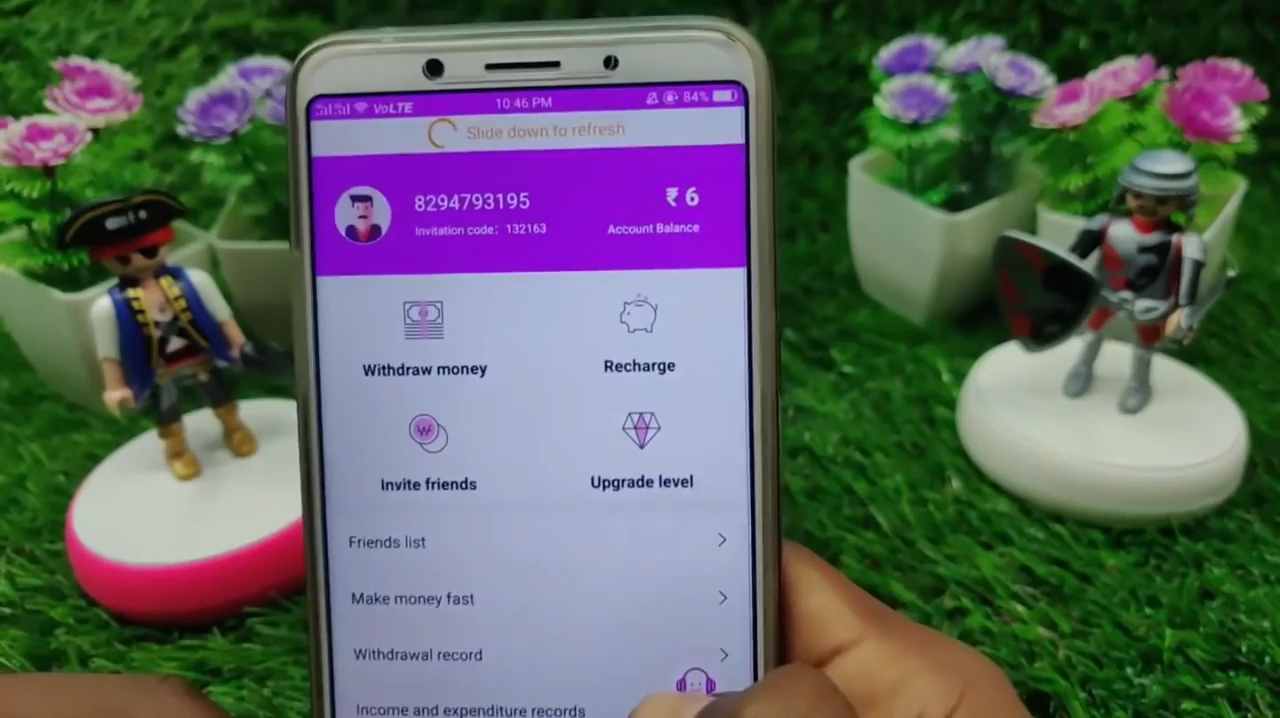 VoLTE 10:46 PM 84%
Slide down to refresh
8294793195 ₹ 6
Invitation code: 132163 Account Balance
Withdraw money Recharge
Invite friends Upgrade level
Friends list
Make money fast
Withdrawal record
Income and expenditure records